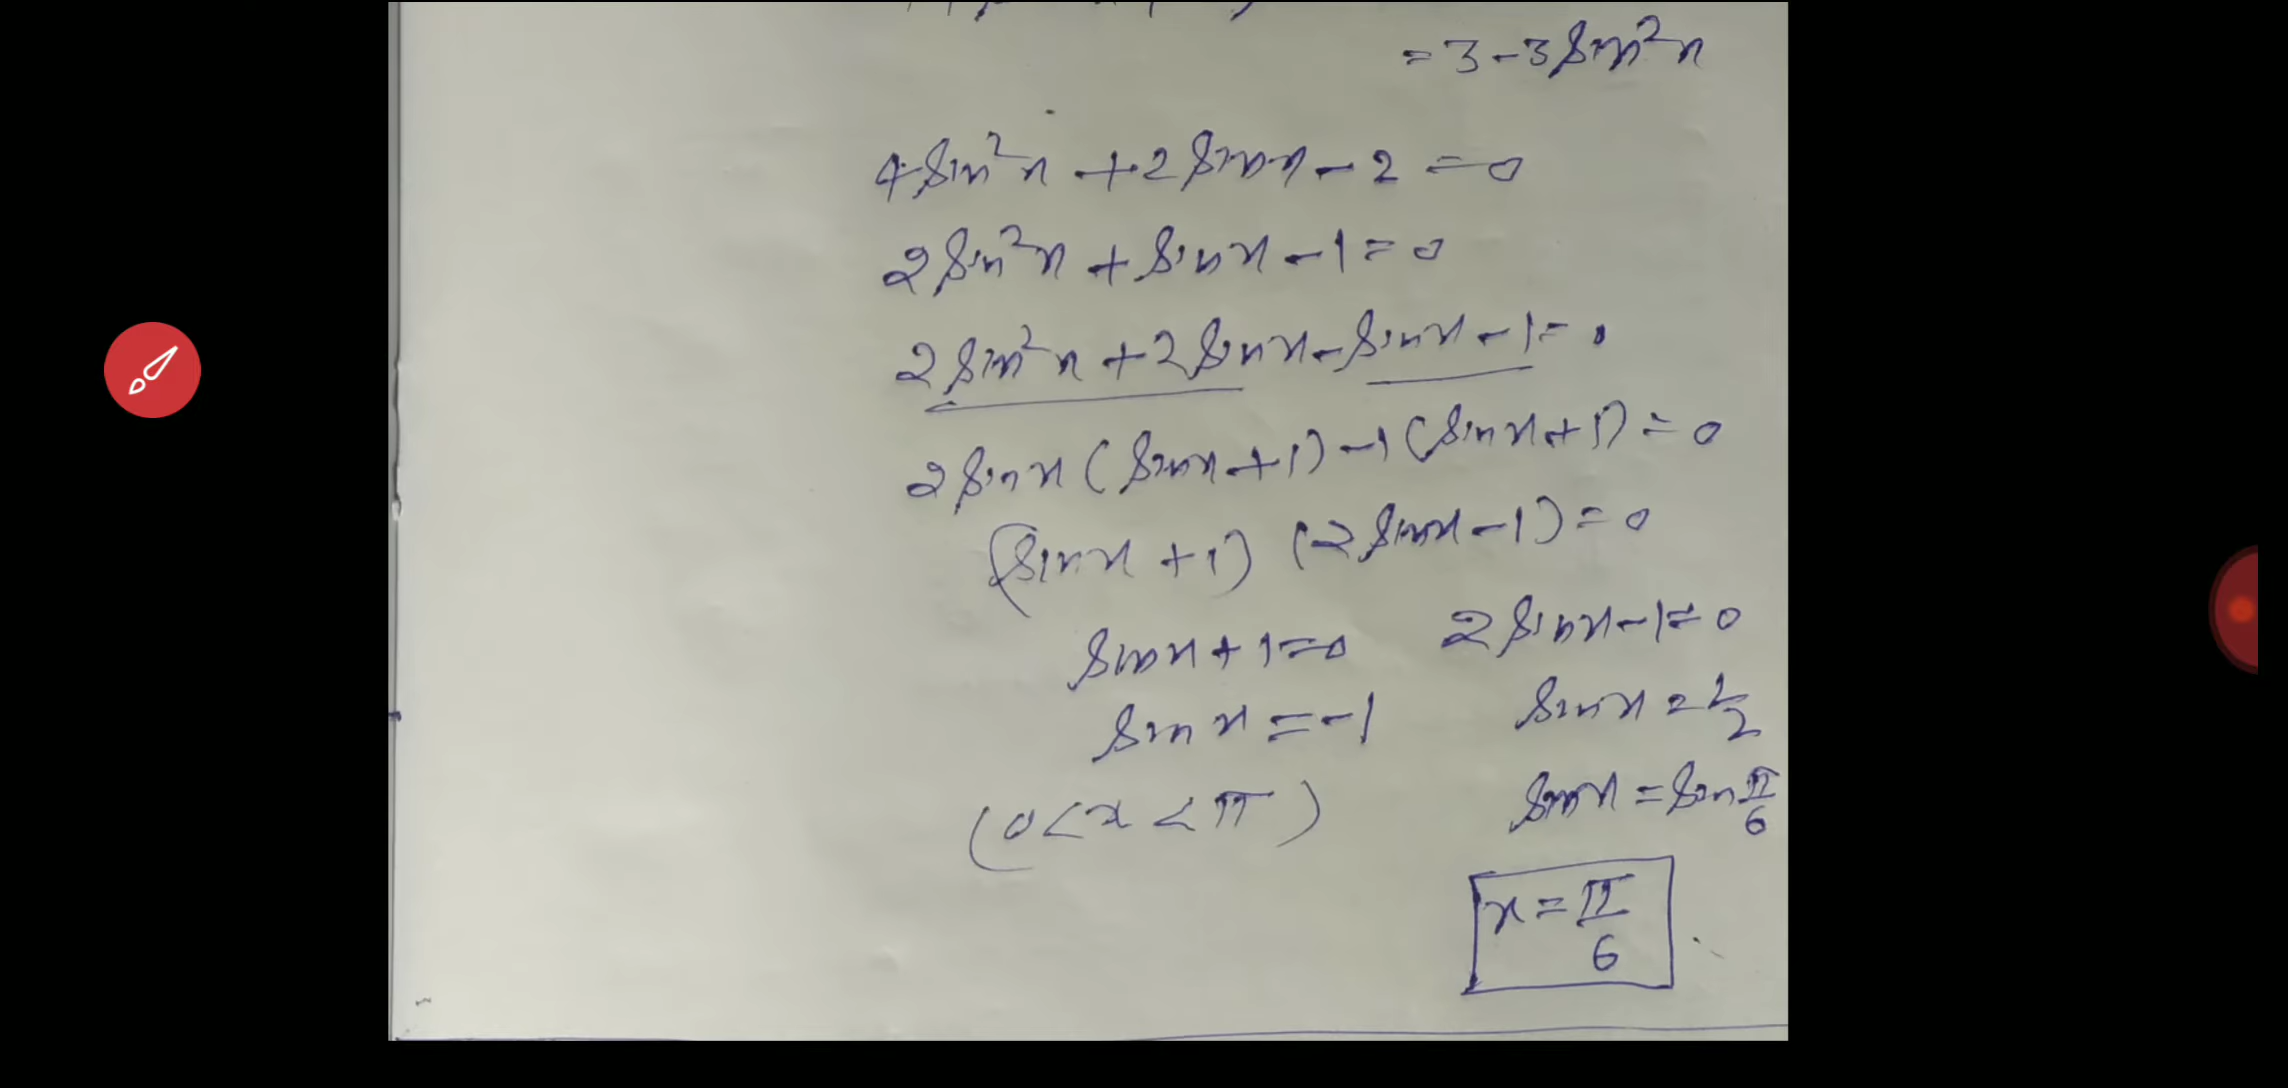 = 3 - 3 sin²x
4 sin²x + 2 sin x - 2 = 0
2 sin²x + sin x - 1 = 0
2 sin²x + 2 sin x - sin x - 1 = 0
2 sin x (sin x + 1) - 1 (sin x + 1) = 0
(sin x + 1) (2 sin x - 1) = 0
sin x + 1 = 0    2 sin x - 1 = 0
sin x = -1    sin x = 1/2
(0 < x < π)    sin x = sin π/6
x = π/6